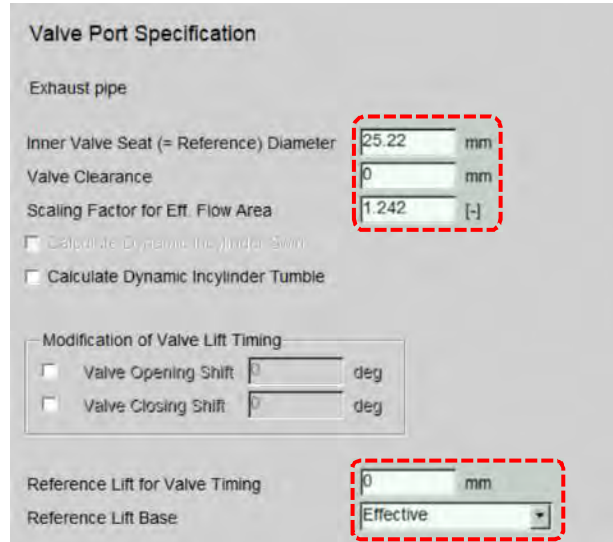 Valve Port Specification
Exhaust pipe
Inner Valve Seat (= Reference) Diameter 25.22 mm
Valve Clearance 0 mm
Scaling Factor for Eff. Flow Area 1.242 [-]
Calculate Dynamic Incylinder Swirl
Calculate Dynamic Incylinder Tumble
Modification of Valve Lift Timing
Valve Opening Shift 0 deg
Valve Closing Shift 0 deg
Reference Lift for Valve Timing 0 mm
Reference Lift Base Effective